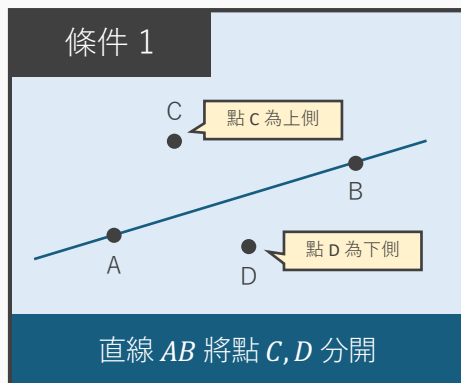 條件 1
C
點 C 為上側
B
A
點 D 為下側
D
直線 AB 將點 C, D 分開